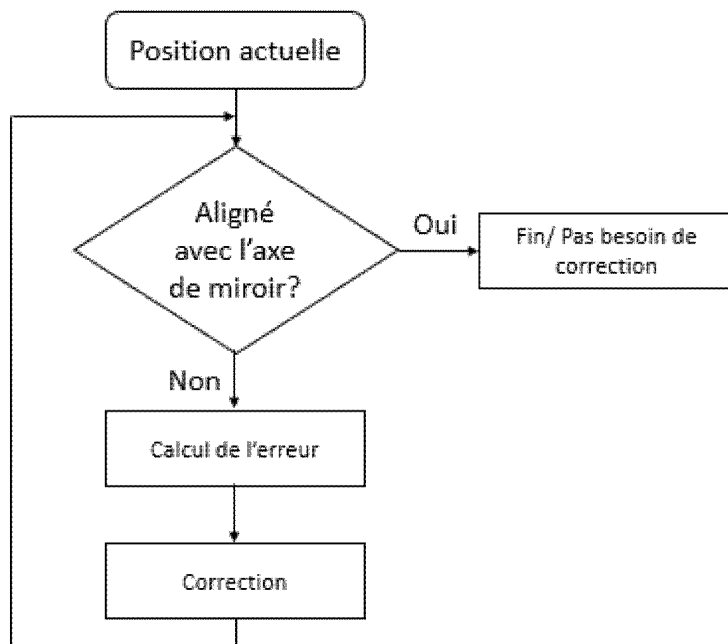 Position actuelle
Aligné
avec l'axe
de miroir?
Oui
Fin/ Pas besoin de
correction
Non
Calcul de l'erreur
Correction